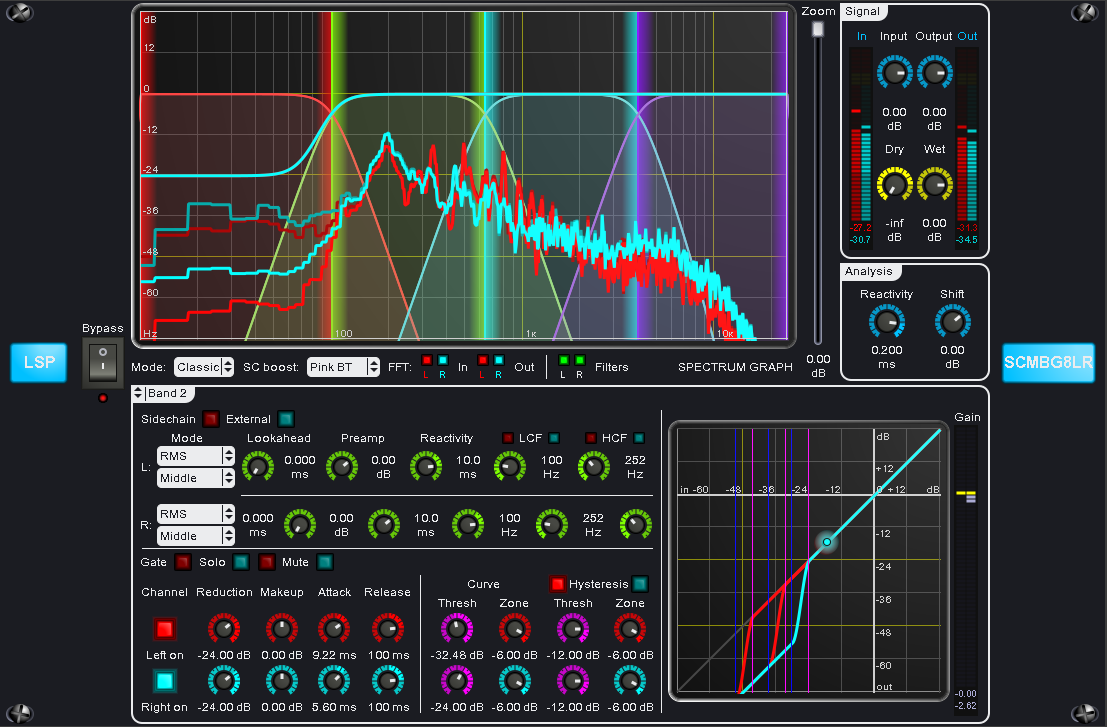 Zoom
dB
12
0
-12
-24
-36
-48
-60
Hz
100
1к
10к
0.00
dB
Signal
In Input Output Out
0.00 0.00
dB dB
Dry Wet
-inf 0.00
dB dB
-27.2 -31.3
-30.7 -34.5
Analysis
Reactivity Shift
0.200 0.00
ms dB
Bypass
LSP
SCMBG8LR
Mode: Classic SC boost: Pink BT FFT: L R In L R Out L R Filters SPECTRUM GRAPH
Band 2
Sidechain External
Mode Lookahead Preamp Reactivity LCF HCF
L: RMS 0.000 0.00 10.0 100 252
Middle ms dB ms Hz Hz
R: RMS 0.000 0.00 10.0 100 252
Middle ms dB ms Hz Hz
Gate Solo Mute
Channel Reduction Makeup Attack Release
Left on -24.00 dB 0.00 dB 9.22 ms 100 ms
Right on -24.00 dB 0.00 dB 5.60 ms 100 ms
Curve Hysteresis
Thresh Zone Thresh Zone
-32.48 dB -6.00 dB -12.00 dB -6.00 dB
-24.00 dB -6.00 dB -12.00 dB -6.00 dB
dB
+12
in -60 -48 -36 -24 -12 0 +12 dB
-12
-24
-36
-48
-60
out
Gain
-0.00
-2.62